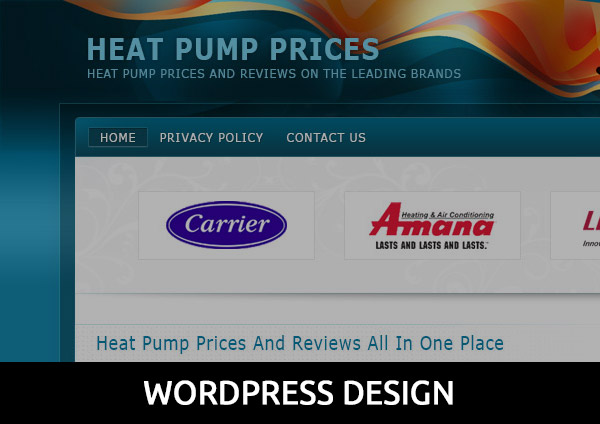 HEAT PUMP PRICES
HEAT PUMP PRICES AND REVIEWS ON THE LEADING BRANDS
HOME PRIVACY POLICY CONTACT US
Carrier
Heating & Air Conditioning
Amana
LASTS AND LASTS AND LASTS.
Heat Pump Prices And Reviews All In One Place
WORDPRESS DESIGN